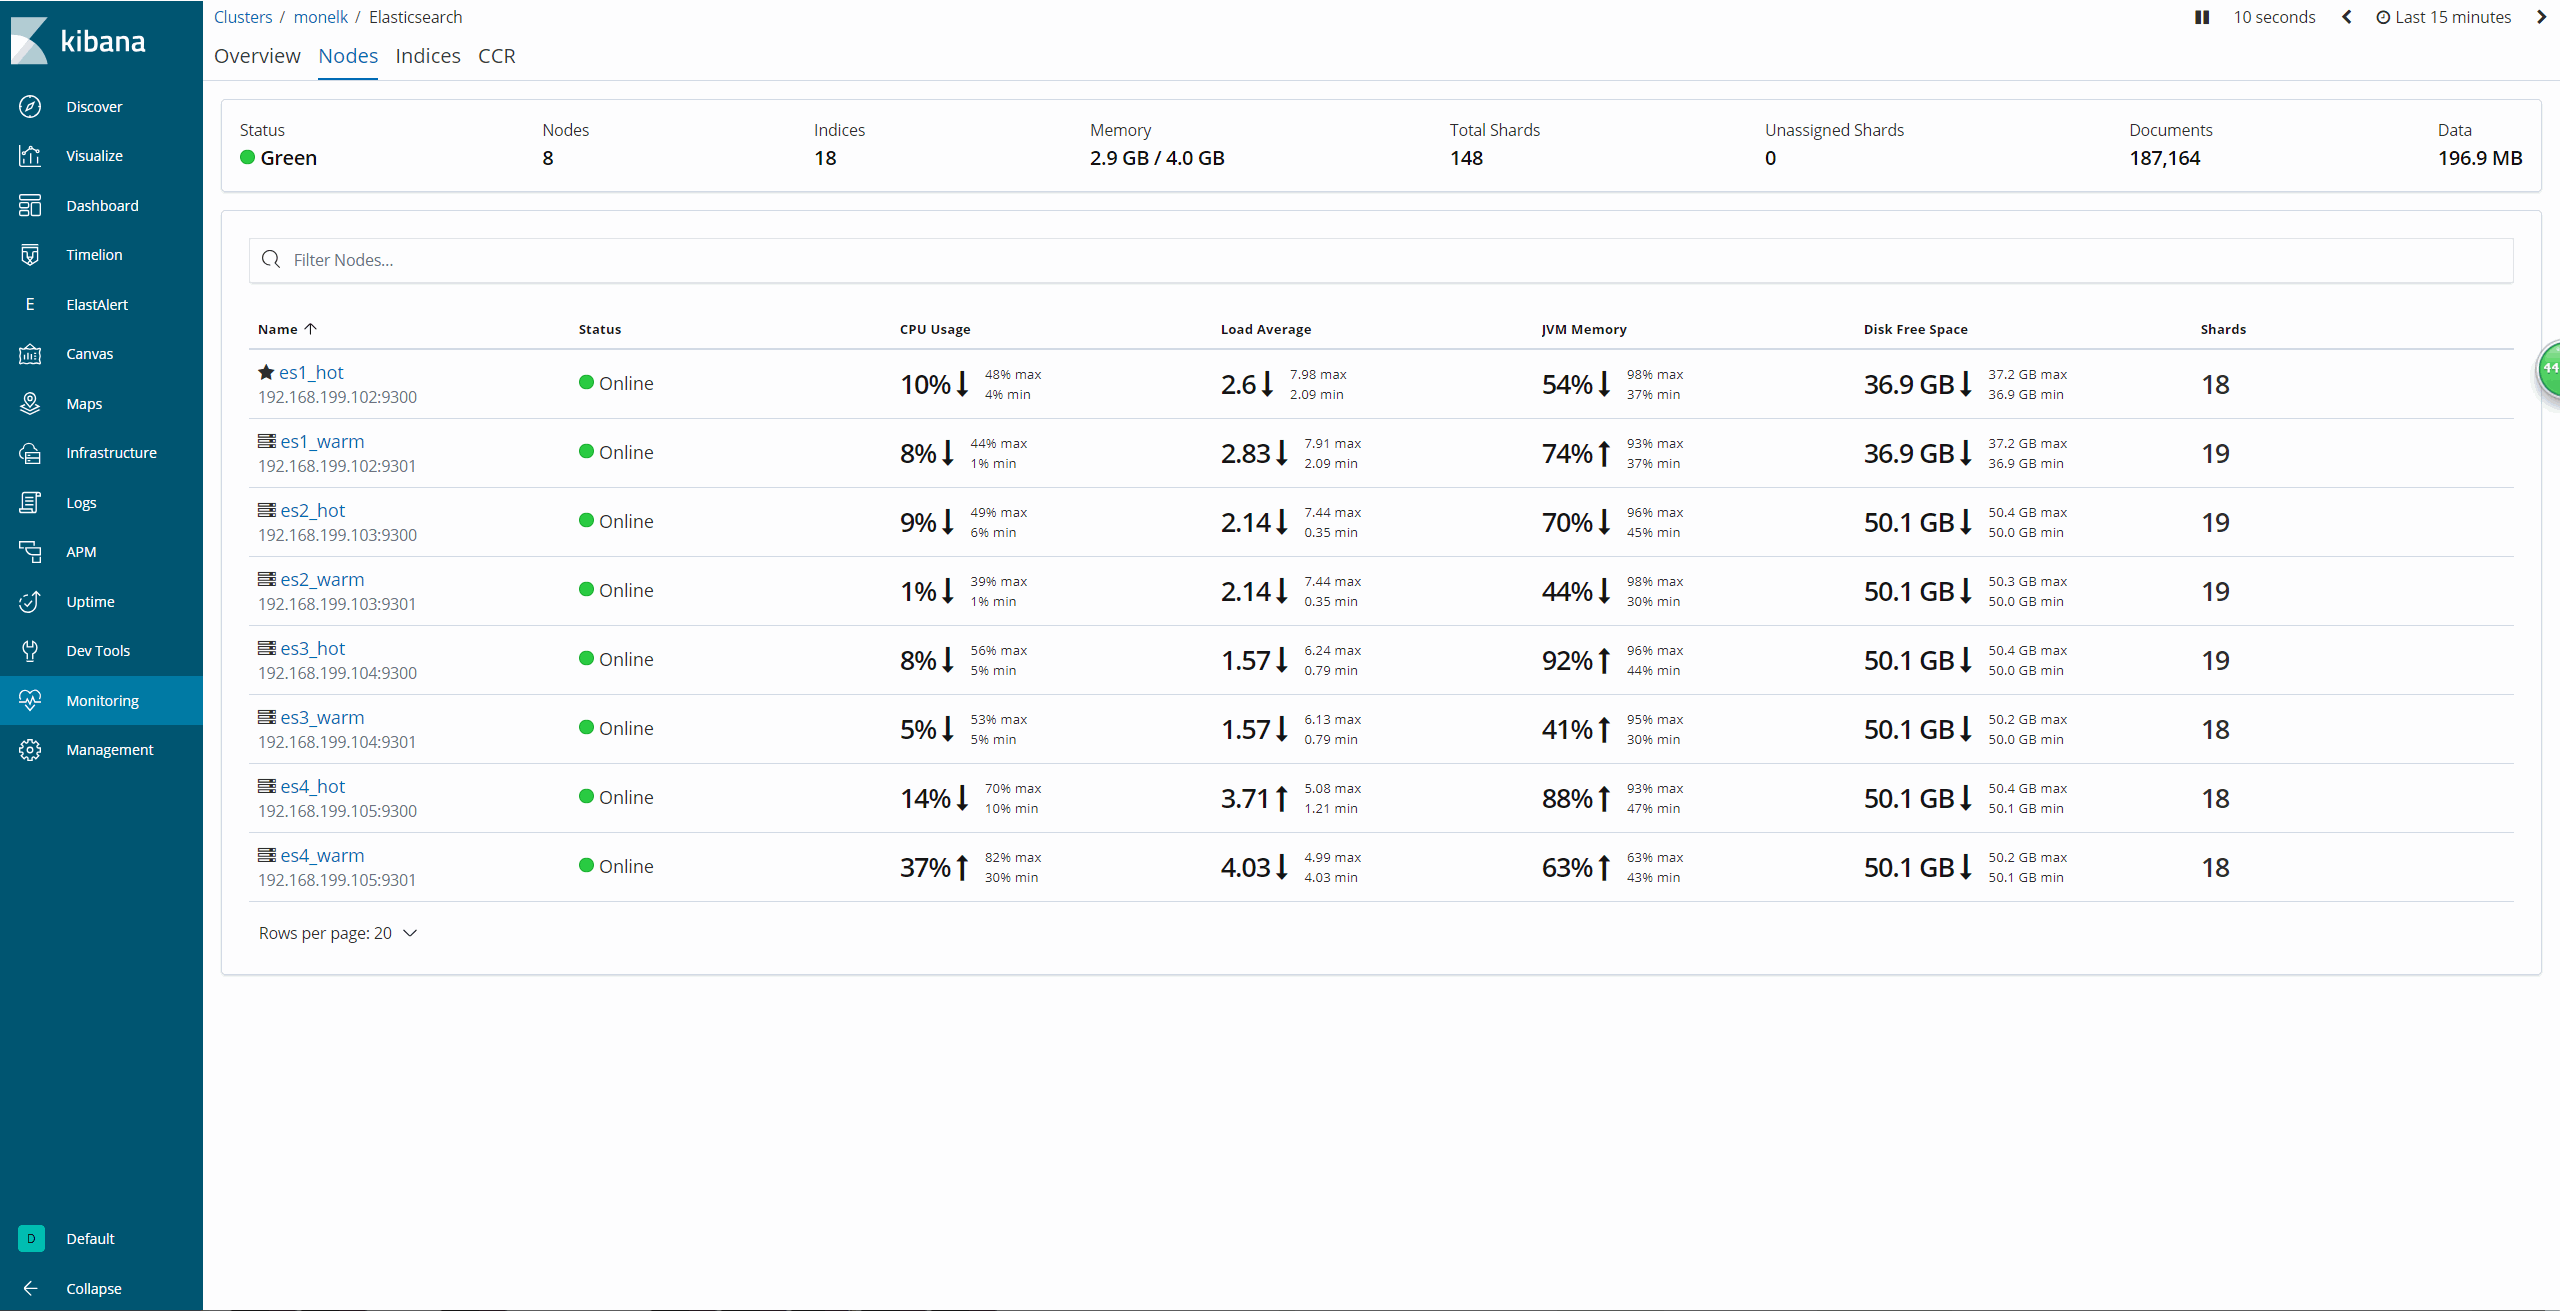 kibana
Discover
Visualize
Dashboard
Timelion
E ElastAlert
Canvas
Maps
Infrastructure
Logs
APM
Uptime
Dev Tools
Monitoring
Management
D Default
Collapse
Clusters / monelk / Elasticsearch
10 seconds Last 15 minutes
Overview Nodes Indices CCR
Status Nodes Indices Memory Total Shards Unassigned Shards Documents Data
Green 8 18 2.9 GB / 4.0 GB 148 0 187,164 196.9 MB
Filter Nodes...
Name Status CPU Usage Load Average JVM Memory Disk Free Space Shards
es1_hot
192.168.199.102:9300
Online
10% 48% max 4% min
2.6 7.98 max 2.09 min
54% 98% max 37% min
36.9 GB 37.2 GB max 36.9 GB min
18
es1_warm
192.168.199.102:9301
Online
8% 44% max 1% min
2.83 7.91 max 2.09 min
74% 93% max 37% min
36.9 GB 37.2 GB max 36.9 GB min
19
es2_hot
192.168.199.103:9300
Online
9% 49% max 6% min
2.14 7.44 max 0.35 min
70% 96% max 45% min
50.1 GB 50.4 GB max 50.0 GB min
19
es2_warm
192.168.199.103:9301
Online
1% 39% max 1% min
2.14 7.44 max 0.35 min
44% 98% max 30% min
50.1 GB 50.3 GB max 50.0 GB min
19
es3_hot
192.168.199.104:9300
Online
8% 56% max 5% min
1.57 6.24 max 0.79 min
92% 96% max 44% min
50.1 GB 50.4 GB max 50.0 GB min
19
es3_warm
192.168.199.104:9301
Online
5% 53% max 5% min
1.57 6.13 max 0.79 min
41% 95% max 30% min
50.1 GB 50.2 GB max 50.0 GB min
18
es4_hot
192.168.199.105:9300
Online
14% 70% max 10% min
3.71 5.08 max 1.21 min
88% 93% max 47% min
50.1 GB 50.4 GB max 50.1 GB min
18
es4_warm
192.168.199.105:9301
Online
37% 82% max 30% min
4.03 4.99 max 4.03 min
63% 63% max 43% min
50.1 GB 50.2 GB max 50.1 GB min
18
Rows per page: 20
44